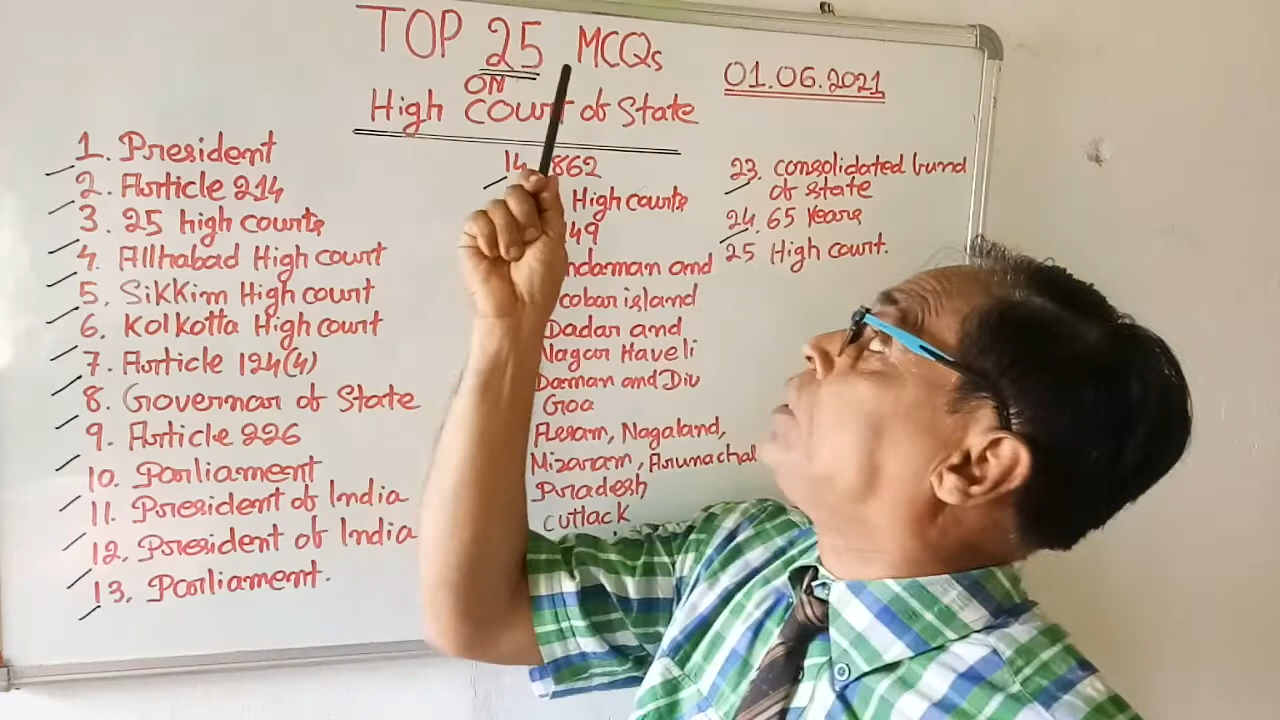 TOP 25 MCQs
ON
High Court of State
01.06.2021
1. President
2. Article 214
3. 25 high courts
4. Allhabad High court
5. Sikkim High court
6. Kolkotta High court
7. Article 124(4)
8. Governor of State
9. Article 226
10. Parliament
11. President of India
12. President of India
13. Parliament.
14 862
High courts
49
ndaman and
cobar island
Dadar and
Nagar Haveli
Daman and Div
Goa
Assam, Nagaland,
Mizaram, Arunachal
Pradesh
cuttack
23. consolidated fund
of state
24. 65 years
25 High court.